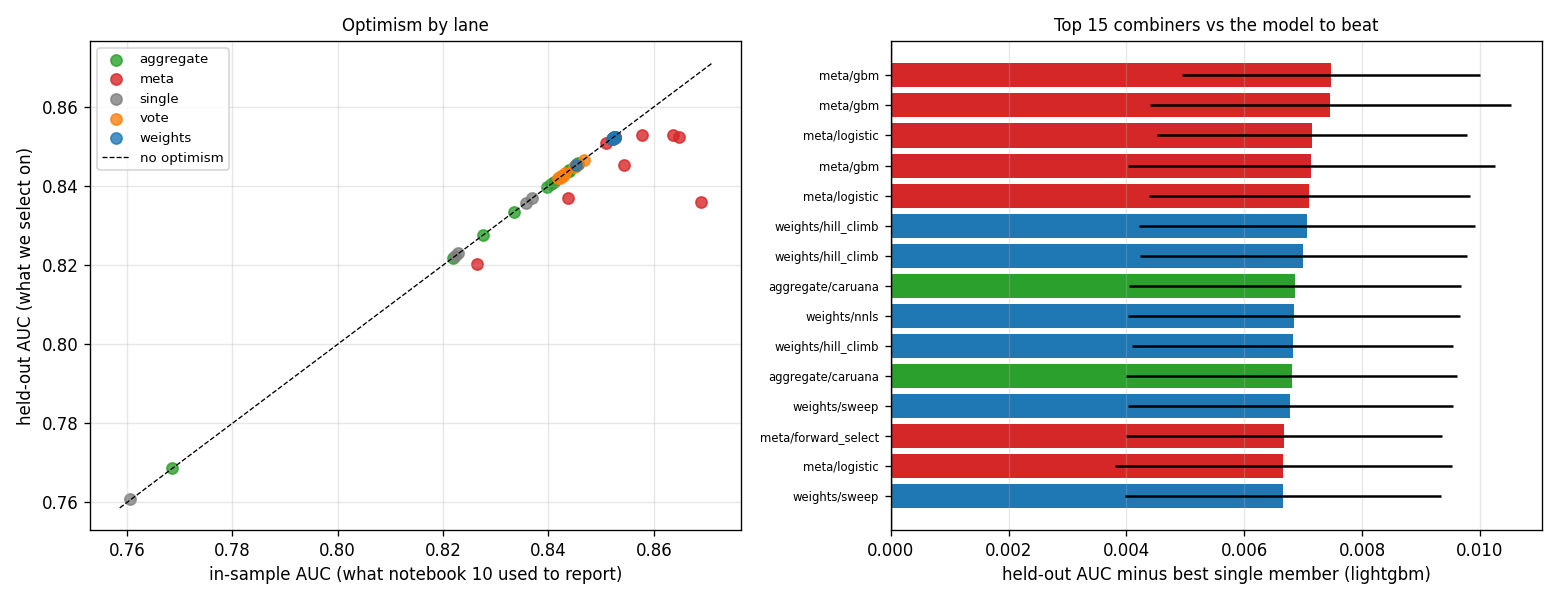 Optimism by lane
aggregate
meta
single
vote
weights
no optimism
0.86
0.84
0.82
0.80
0.78
0.76
held-out AUC (what we select on)
0.76
0.78
0.80
0.82
0.84
0.86
in-sample AUC (what notebook 10 used to report)
Top 15 combiners vs the model to beat
meta/gbm
meta/gbm
meta/logistic
meta/gbm
meta/logistic
weights/hill_climb
weights/hill_climb
aggregate/caruana
weights/nnls
weights/hill_climb
aggregate/caruana
weights/sweep
meta/forward_select
meta/logistic
weights/sweep
0.000
0.002
0.004
0.006
0.008
0.010
held-out AUC minus best single member (lightgbm)